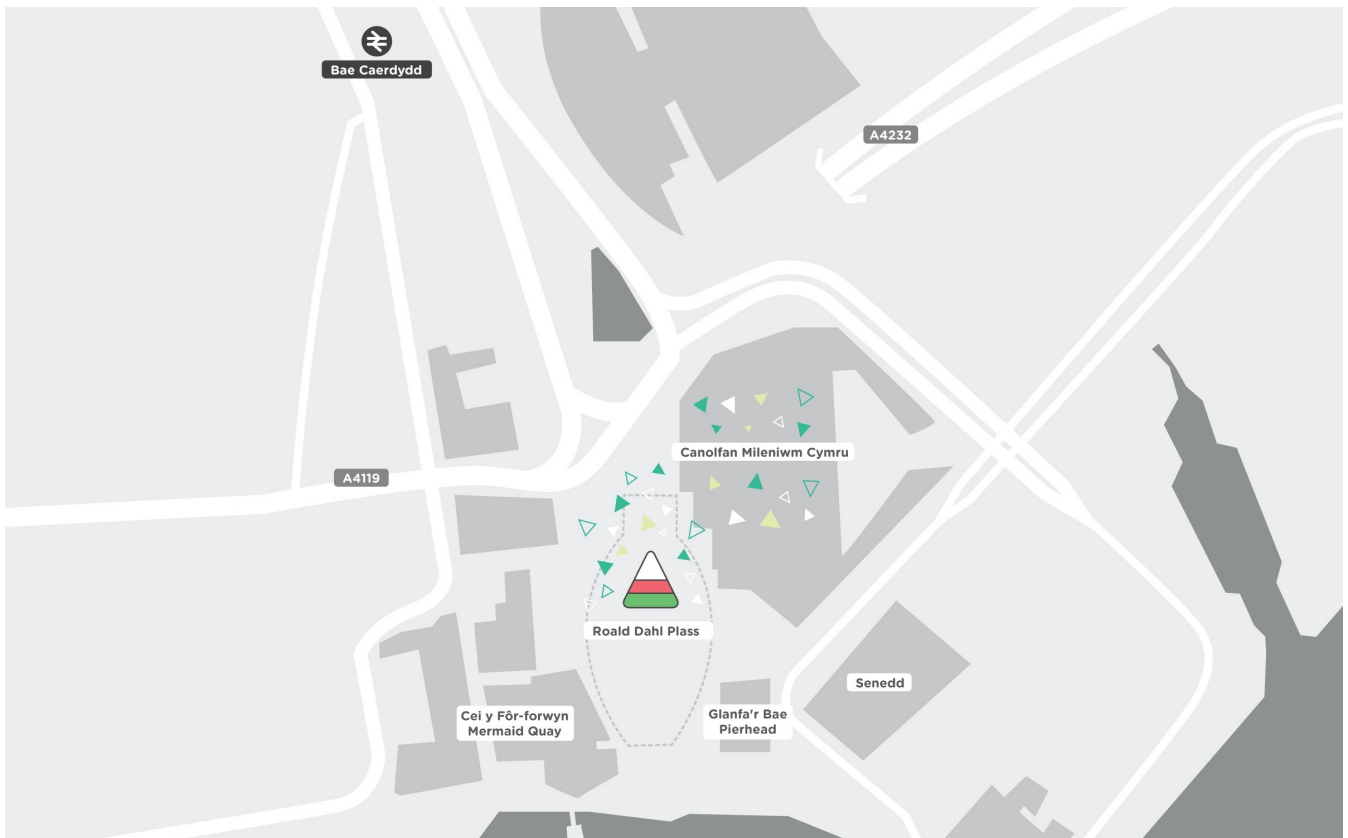 Bae Caerdydd
A4232
Canolfan Mileniwm Cymru
A4119
Roald Dahl Plass
Senedd
Cei y Fôr-forwyn
Mermaid Quay
Glanfa'r Bae
Pierhead